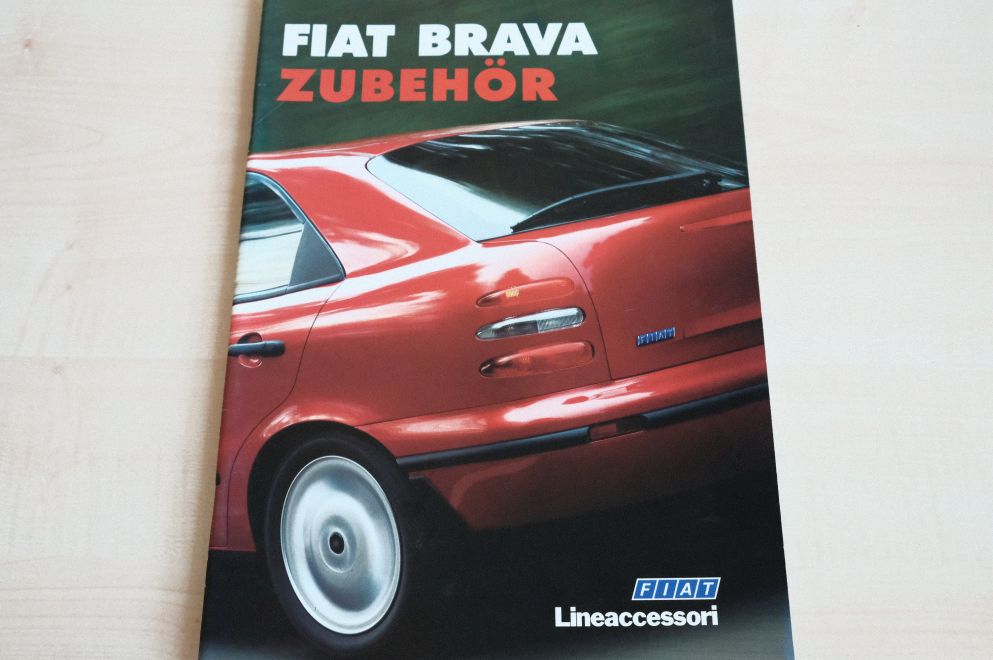 FIAT BRAVA
ZUBEHÖR
FIAT
FIAT
Lineaccessori